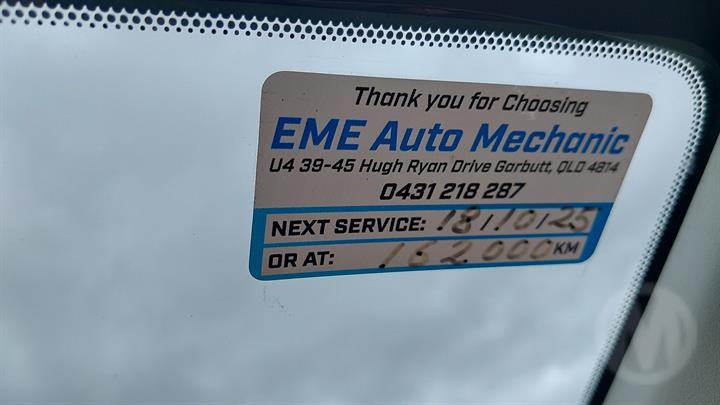 Thank you for Choosing
EME Auto Mechanic
U4 39-45 Hugh Ryan Drive Garbutt, QLD 4814
0431 218 287
NEXT SERVICE: 18/10/25
OR AT: 162.000 KM
M